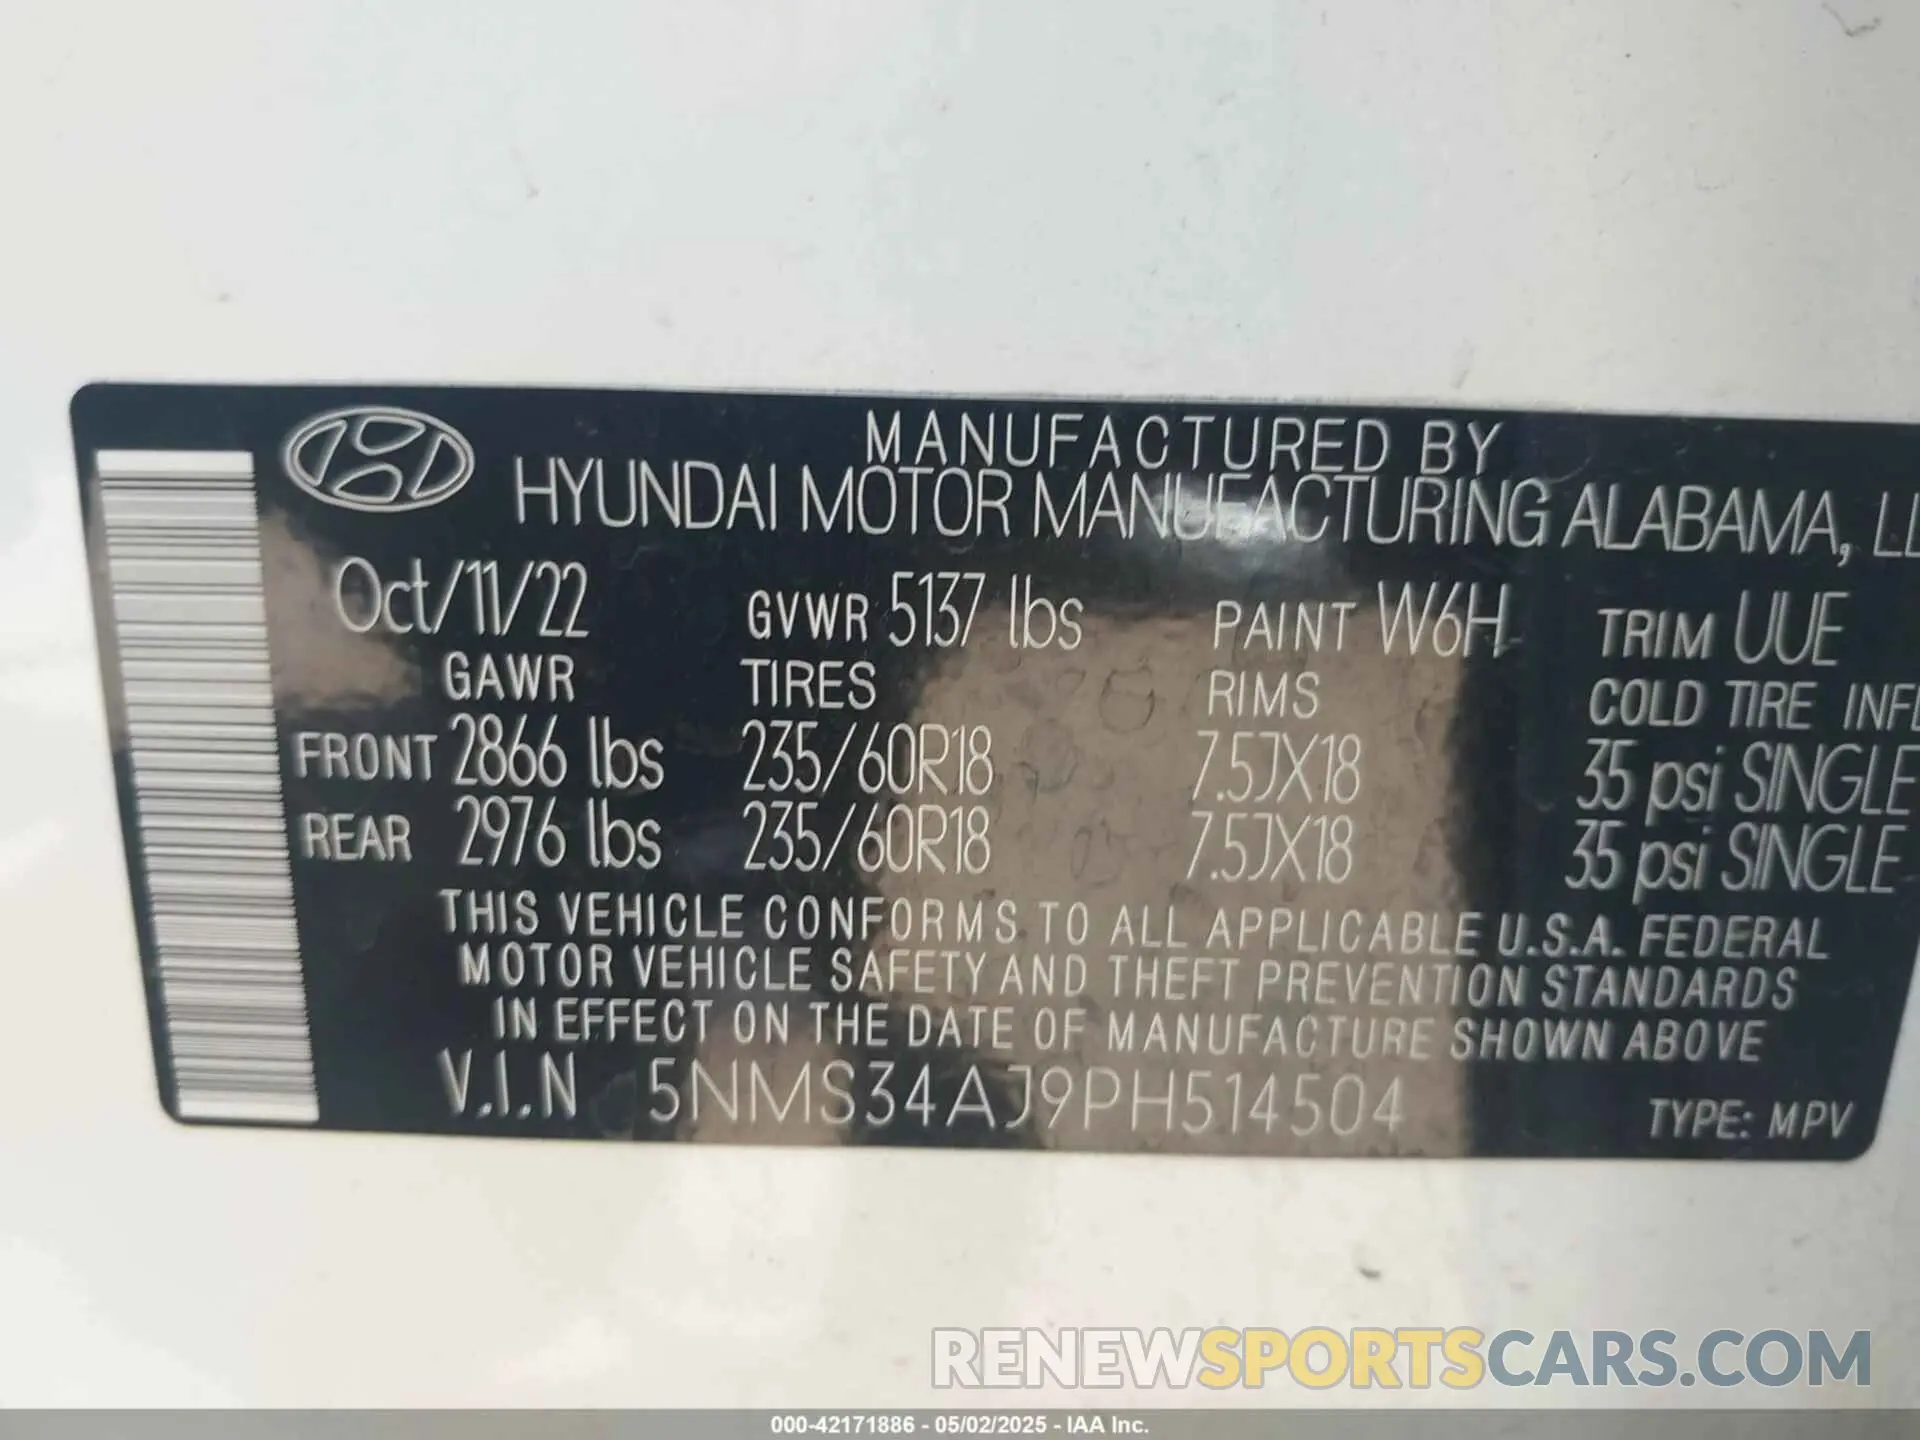 MANUFACTURED BY
HYUNDAI MOTOR MANUFACTURING ALABAMA, LL
Oct/11/22 GVWR 5137 lbs PAINT W6H TRIM UUE
GAWR TIRES RIMS COLD TIRE INFL
FRONT 2866 lbs 235/60R18 7.5JX18 35 psi SINGLE
REAR 2976 lbs 235/60R18 7.5JX18 35 psi SINGLE
THIS VEHICLE CONFORMS TO ALL APPLICABLE U.S.A. FEDERAL
MOTOR VEHICLE SAFETY AND THEFT PREVENTION STANDARDS
IN EFFECT ON THE DATE OF MANUFACTURE SHOWN ABOVE
V.I.N 5NMS34AJ9PH514504 TYPE: MPV
RENEWSPORTSCARS.COM
000-42171886 - 05/02/2025 - IAA Inc.